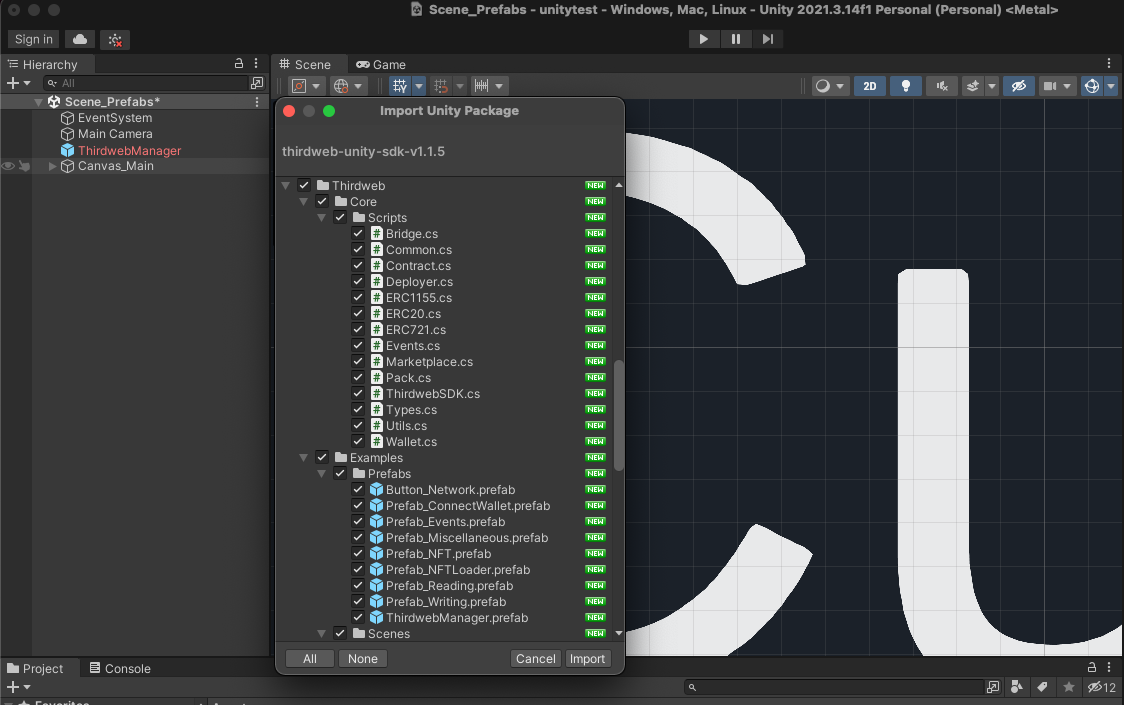 Scene_Prefabs - unitytest - Windows, Mac, Linux - Unity 2021.3.14f1 Personal (Personal) <Metal>
Sign in
Hierarchy
Scene
Game
All
2D
Scene_Prefabs*
EventSystem
Main Camera
ThirdwebManager
Canvas_Main
Import Unity Package
thirdweb-unity-sdk-v1.1.5
Thirdweb NEW
Core NEW
Scripts NEW
Bridge.cs NEW
Common.cs NEW
Contract.cs NEW
Deployer.cs NEW
ERC1155.cs NEW
ERC20.cs NEW
ERC721.cs NEW
Events.cs NEW
Marketplace.cs NEW
Pack.cs NEW
ThirdwebSDK.cs NEW
Types.cs NEW
Utils.cs NEW
Wallet.cs NEW
Examples NEW
Prefabs NEW
Button_Network.prefab NEW
Prefab_ConnectWallet.prefab NEW
Prefab_Events.prefab NEW
Prefab_Miscellaneous.prefab NEW
Prefab_NFT.prefab NEW
Prefab_NFTLoader.prefab NEW
Prefab_Reading.prefab NEW
Prefab_Writing.prefab NEW
ThirdwebManager.prefab NEW
Scenes NEW
All None Cancel Import
Project
Console
12
Favorites